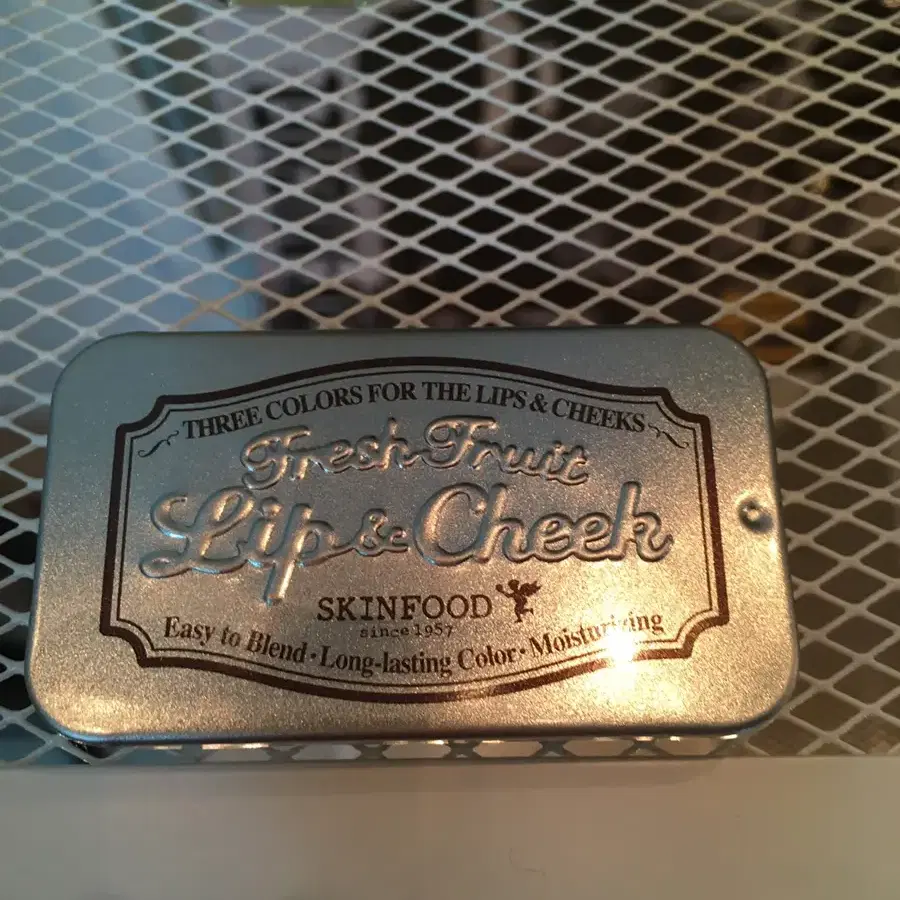 THREE COLORS FOR THE LIPS & CHEEKS
Fresh Fruit
Lip & Cheek
SKINFOOD
since 1957
Easy to Blend · Long-lasting Color · Moisturizing